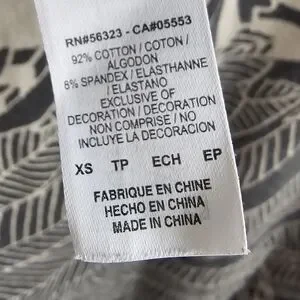 RN#56323 - CA#05553
92% COTTON / COTON /
ALGODON
8% SPANDEX / ELASTHANNE
/ ELASTANO
EXCLUSIVE OF
DECORATION / DECORATION
NON COMPRISE / NO
INCLUYE LA DECORACION
XS TP ECH EP
FABRIQUE EN CHINE
HECHO EN CHINA
MADE IN CHINA